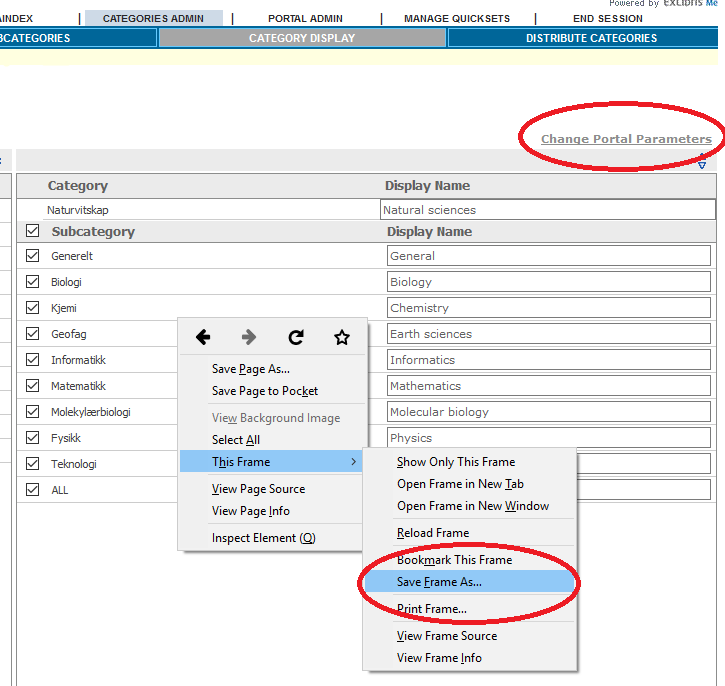 Powered by ExLibris Me
INDEX | CATEGORIES ADMIN | PORTAL ADMIN | MANAGE QUICKSETS | END SESSION
BCATEGORIES CATEGORY DISPLAY DISTRIBUTE CATEGORIES
Change Portal Parameters
Category Display Name
Naturvitskap Natural sciences
Subcategory Display Name
Generelt General
Biologi Biology
Kjemi Chemistry
Geofag Earth sciences
Informatikk Informatics
Matematikk Mathematics
Molekylærbiologi Molecular biology
Fysikk Physics
Teknologi
ALL
Save Page As...
Save Page to Pocket
View Background Image
Select All
This Frame
View Page Source
View Page Info
Inspect Element (Q)
Show Only This Frame
Open Frame in New Tab
Open Frame in New Window
Reload Frame
Bookmark This Frame
Save Frame As...
Print Frame...
View Frame Source
View Frame Info